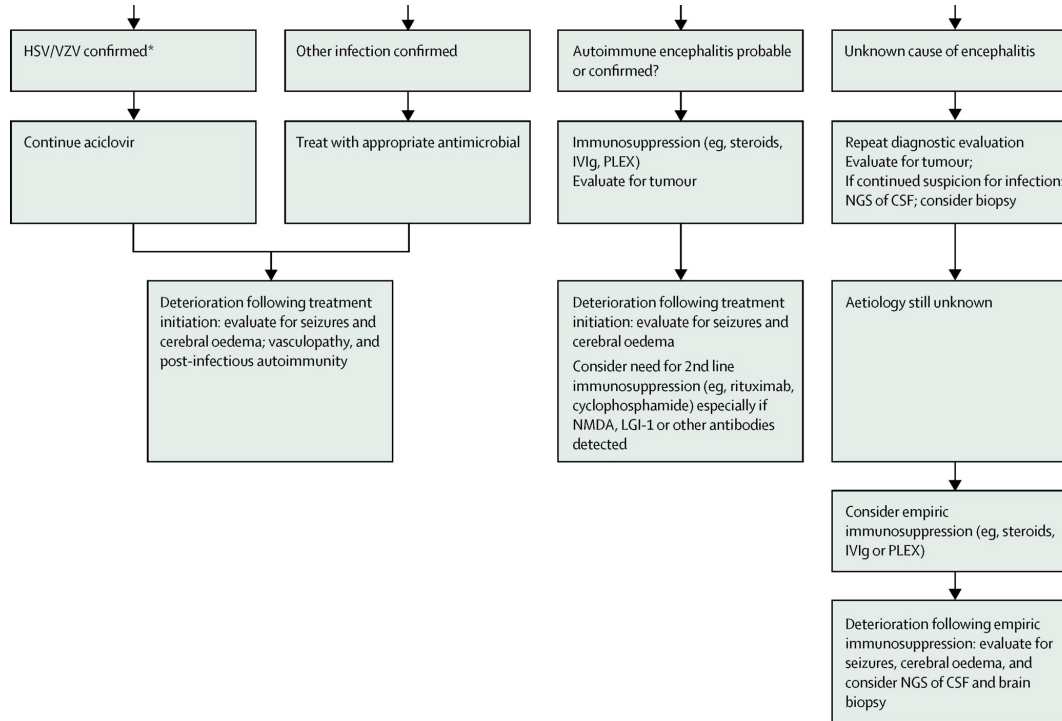 HSV/VZV confirmed*
Other infection confirmed
Autoimmune encephalitis probable
or confirmed?
Unknown cause of encephalitis
Continue aciclovir
Treat with appropriate antimicrobial
Immunosuppression (eg, steroids,
IVIg, PLEX)
Evaluate for tumour
Repeat diagnostic evaluation
Evaluate for tumour;
If continued suspicion for infection:
NGS of CSF; consider biopsy
Deterioration following treatment
initiation: evaluate for seizures and
cerebral oedema; vasculopathy, and
post-infectious autoimmunity
Deterioration following treatment
initiation: evaluate for seizures and
cerebral oedema
Consider need for 2nd line
immunosuppression (eg, rituximab,
cyclophosphamide) especially if
NMDA, LGI-1 or other antibodies
detected
Aetiology still unknown
Consider empiric
immunosuppression (eg, steroids,
IVIg or PLEX)
Deterioration following empiric
immunosuppression: evaluate for
seizures, cerebral oedema, and
consider NGS of CSF and brain
biopsy